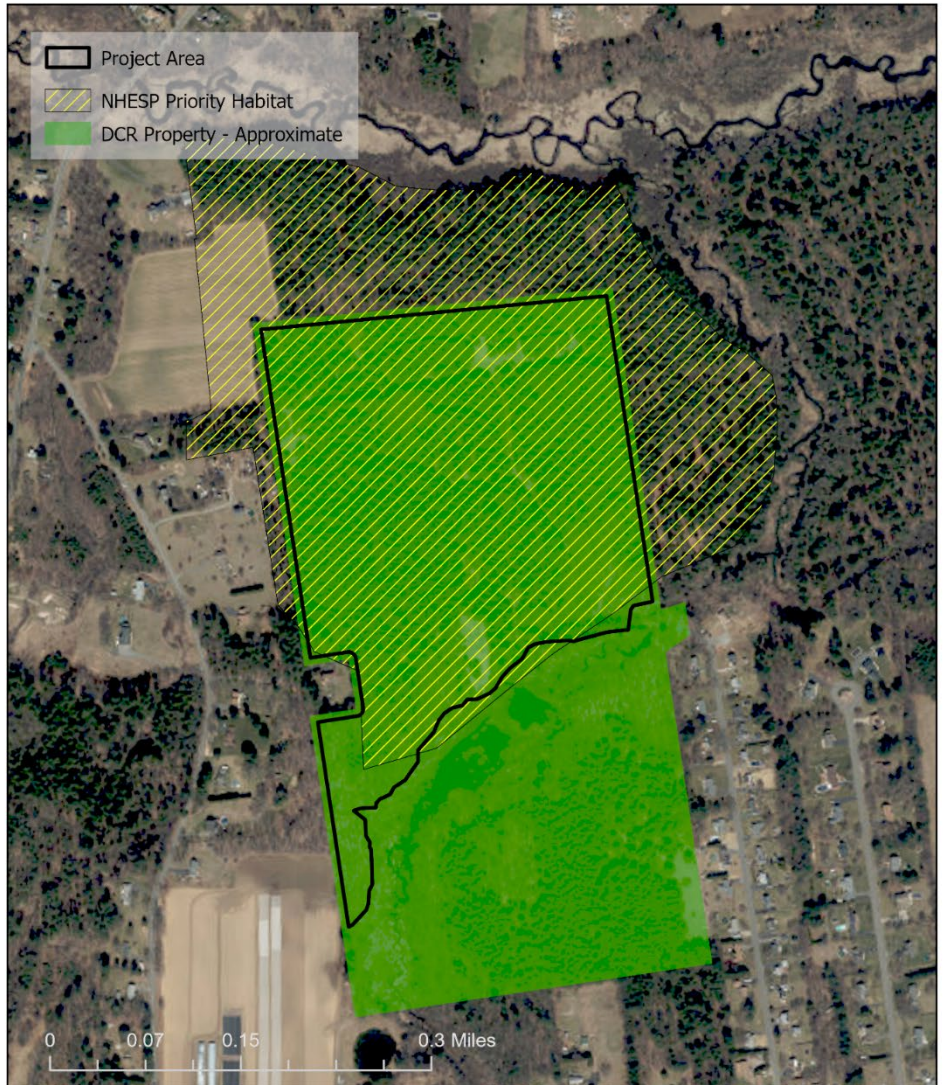 Project Area
NHESP Priority Habitat
DCR Property - Approximate
0 0.07 0.15 0.3 Miles